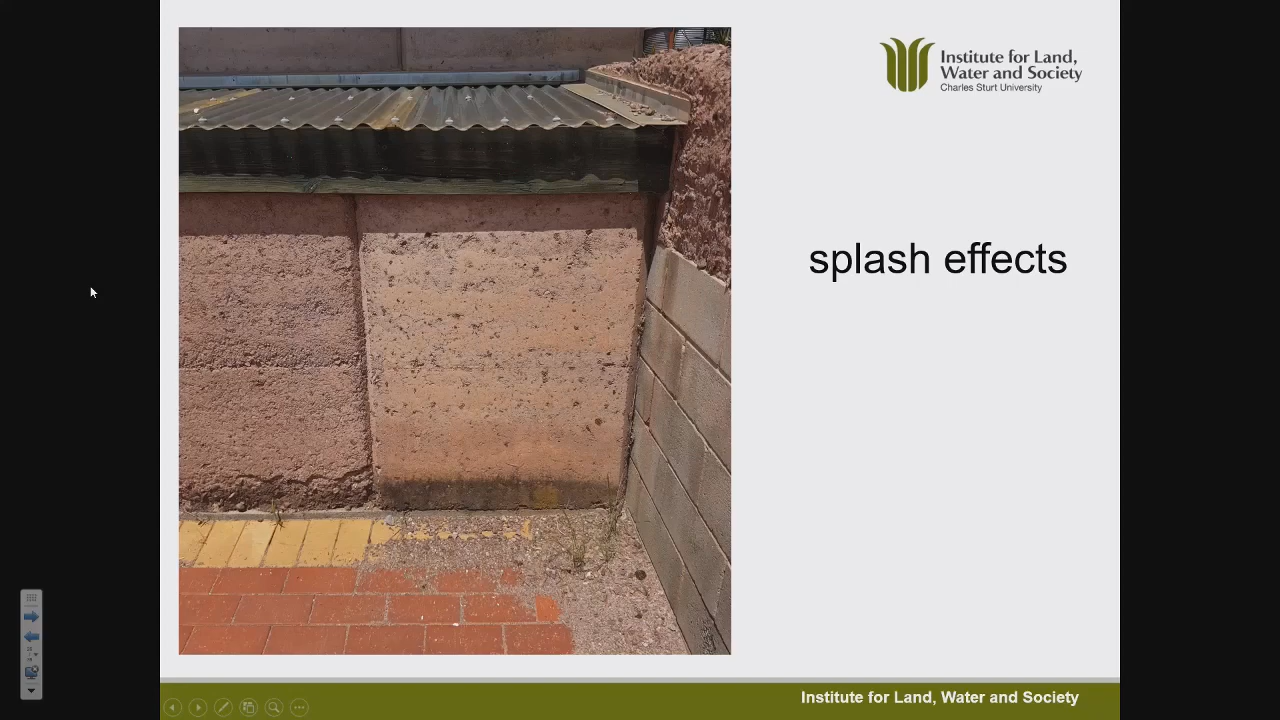 Institute for Land,
Water and Society
Charles Sturt University
splash effects
Institute for Land, Water and Society